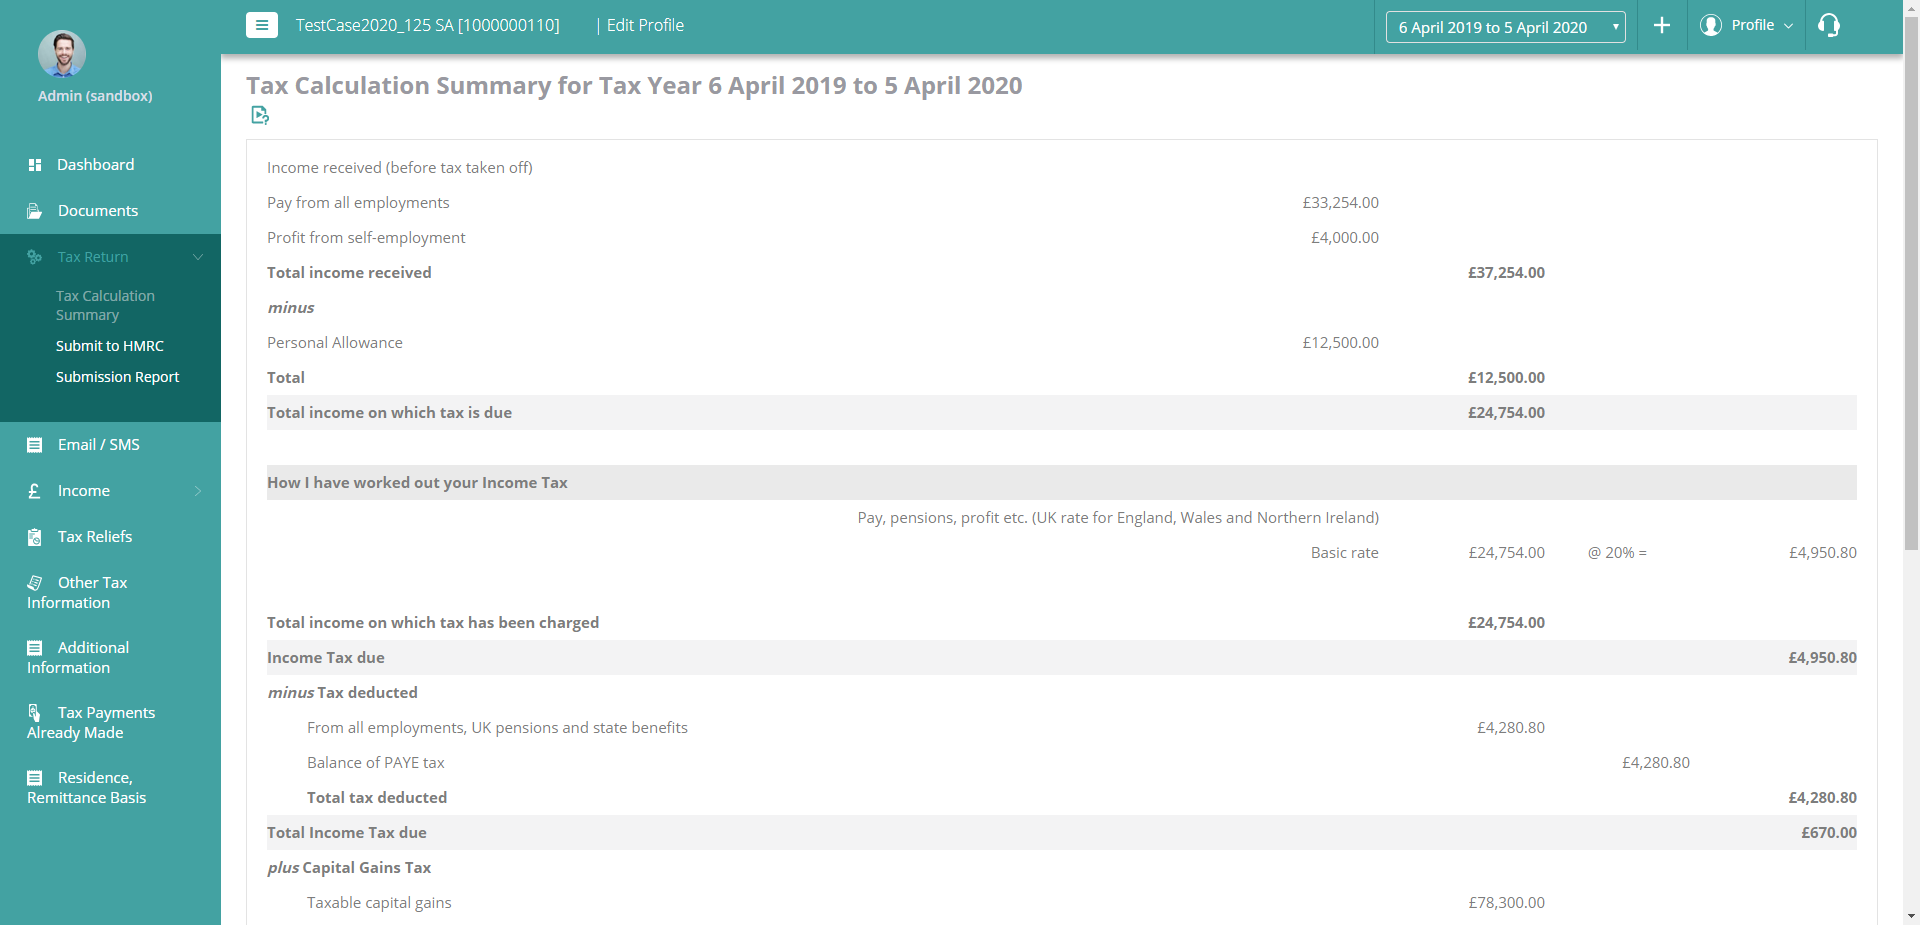 TestCase2020_125 SA [1000000110] | Edit Profile
6 April 2019 to 5 April 2020
Profile
Admin (sandbox)
Dashboard
Documents
Tax Return
Tax Calculation
Summary
Submit to HMRC
Submission Report
Email / SMS
£ Income
Tax Reliefs
Other Tax
Information
Additional
Information
Tax Payments
Already Made
Residence,
Remittance Basis
Tax Calculation Summary for Tax Year 6 April 2019 to 5 April 2020
Income received (before tax taken off)
Pay from all employments £33,254.00
Profit from self-employment £4,000.00
Total income received £37,254.00
minus
Personal Allowance £12,500.00
Total £12,500.00
Total income on which tax is due £24,754.00
How I have worked out your Income Tax
Pay, pensions, profit etc. (UK rate for England, Wales and Northern Ireland)
Basic rate £24,754.00 @ 20% = £4,950.80
Total income on which tax has been charged £24,754.00
Income Tax due £4,950.80
minus Tax deducted
From all employments, UK pensions and state benefits £4,280.80
Balance of PAYE tax £4,280.80
Total tax deducted £4,280.80
Total Income Tax due £670.00
plus Capital Gains Tax
Taxable capital gains £78,300.00